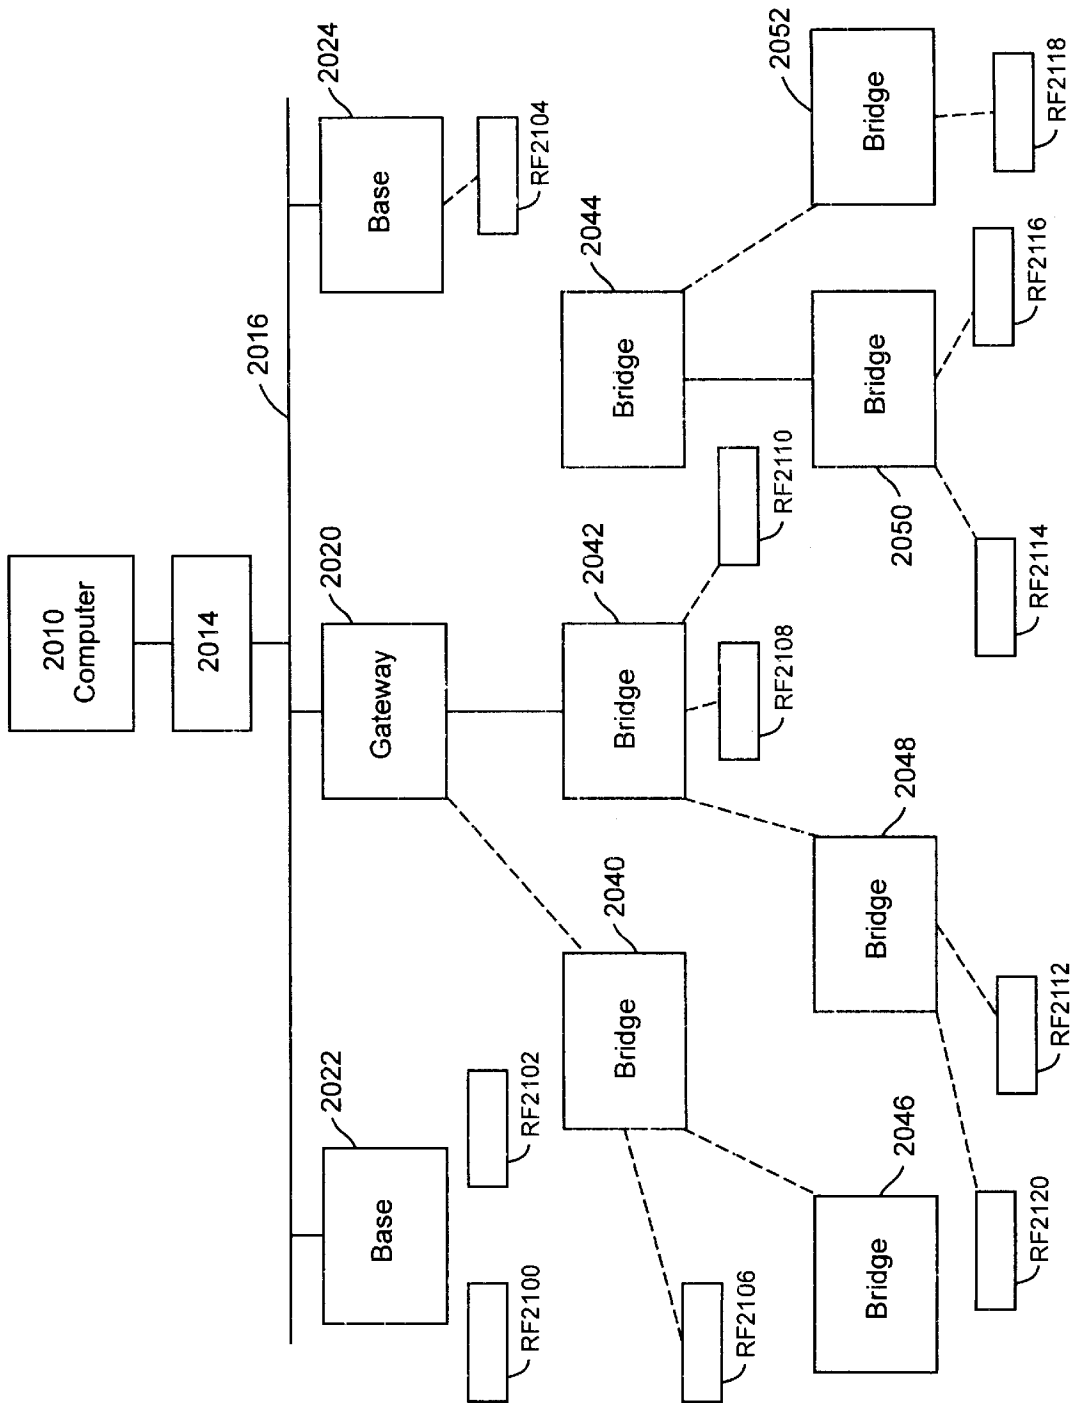 2010
Computer
2014
2016
2022
Base
2020
Gateway
2024
Base
RF2100
RF2102
RF2104
2040
Bridge
2042
Bridge
2044
Bridge
RF2106
RF2108
RF2110
2046
Bridge
2048
Bridge
2050
Bridge
2052
Bridge
RF2120
RF2112
RF2114
RF2116
RF2118